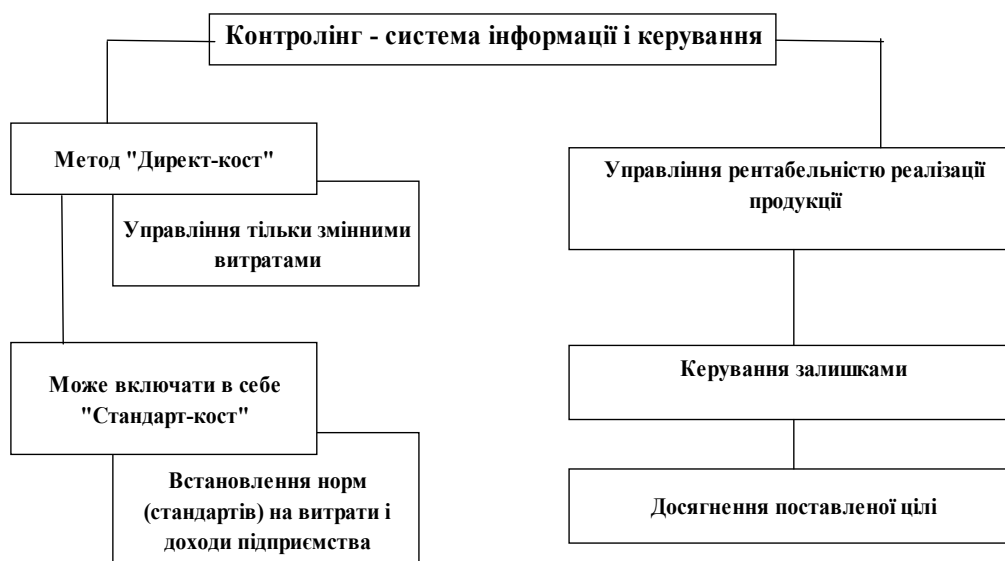 Контролінг - система інформації і керування
Метод "Директ-кост"
Управління тільки змінними
витратами
Може включати в себе
"Стандарт-кост"
Встановлення норм
(стандартів) на витрати і
доходи підприємства
Управління рентабельністю реалізації
продукції
Керування залишками
Досягнення поставленої цілі